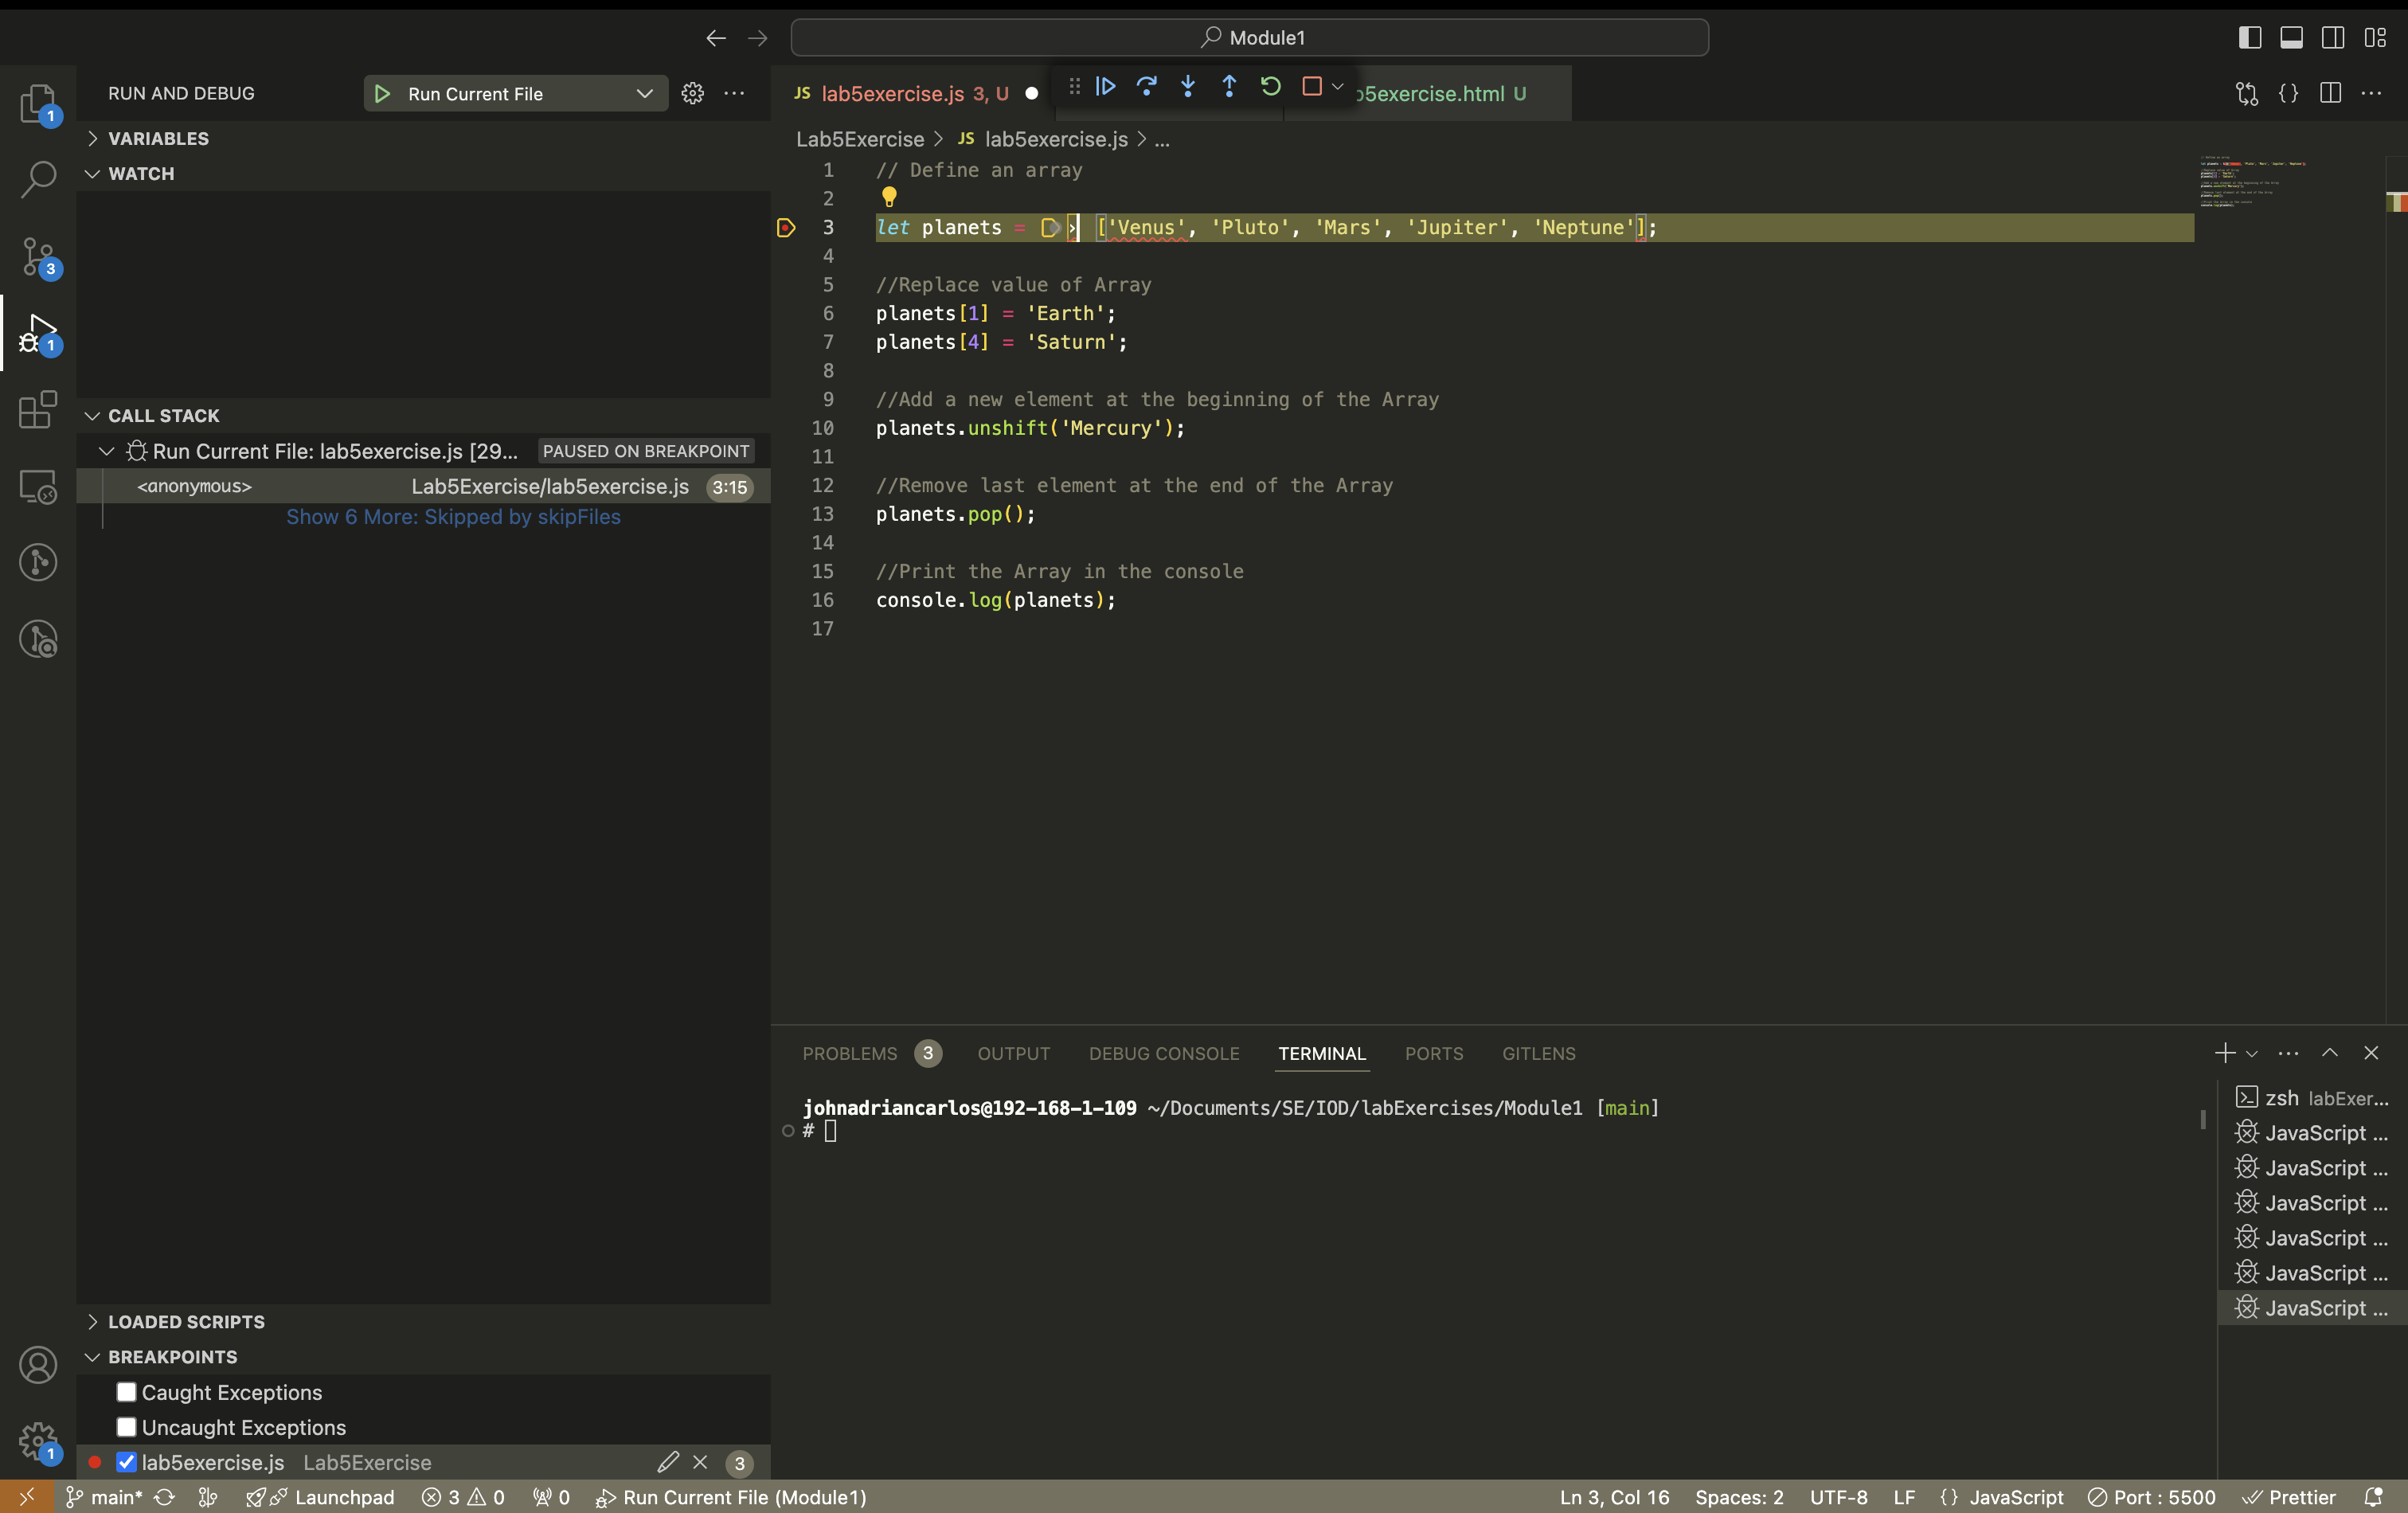 Module1
RUN AND DEBUG
Run Current File
JS lab5exercise.js 3, U
b5exercise.html U
VARIABLES
WATCH
CALL STACK
Run Current File: lab5exercise.js [29... PAUSED ON BREAKPOINT
<anonymous> Lab5Exercise/lab5exercise.js 3:15
Show 6 More: Skipped by skipFiles
LOADED SCRIPTS
BREAKPOINTS
Caught Exceptions
Uncaught Exceptions
lab5exercise.js Lab5Exercise 3
1
3
1
1
Lab5Exercise > JS lab5exercise.js > ...
1 // Define an array
2
3 let planets = > ['Venus', 'Pluto', 'Mars', 'Jupiter', 'Neptune'];
4
5 //Replace value of Array
6 planets[1] = 'Earth';
7 planets[4] = 'Saturn';
8
9 //Add a new element at the beginning of the Array
10 planets.unshift('Mercury');
11
12 //Remove last element at the end of the Array
13 planets.pop();
14
15 //Print the Array in the console
16 console.log(planets);
17
PROBLEMS 3 OUTPUT DEBUG CONSOLE TERMINAL PORTS GITLENS
johnadriancarlos@192-168-1-109 ~/Documents/SE/IOD/labExercises/Module1 [main]
#
zsh labExer...
JavaScript ...
JavaScript ...
JavaScript ...
JavaScript ...
JavaScript ...
JavaScript ...
main* Launchpad 3 0 0 Run Current File (Module1) Ln 3, Col 16 Spaces: 2 UTF-8 LF {} JavaScript Port : 5500 Prettier